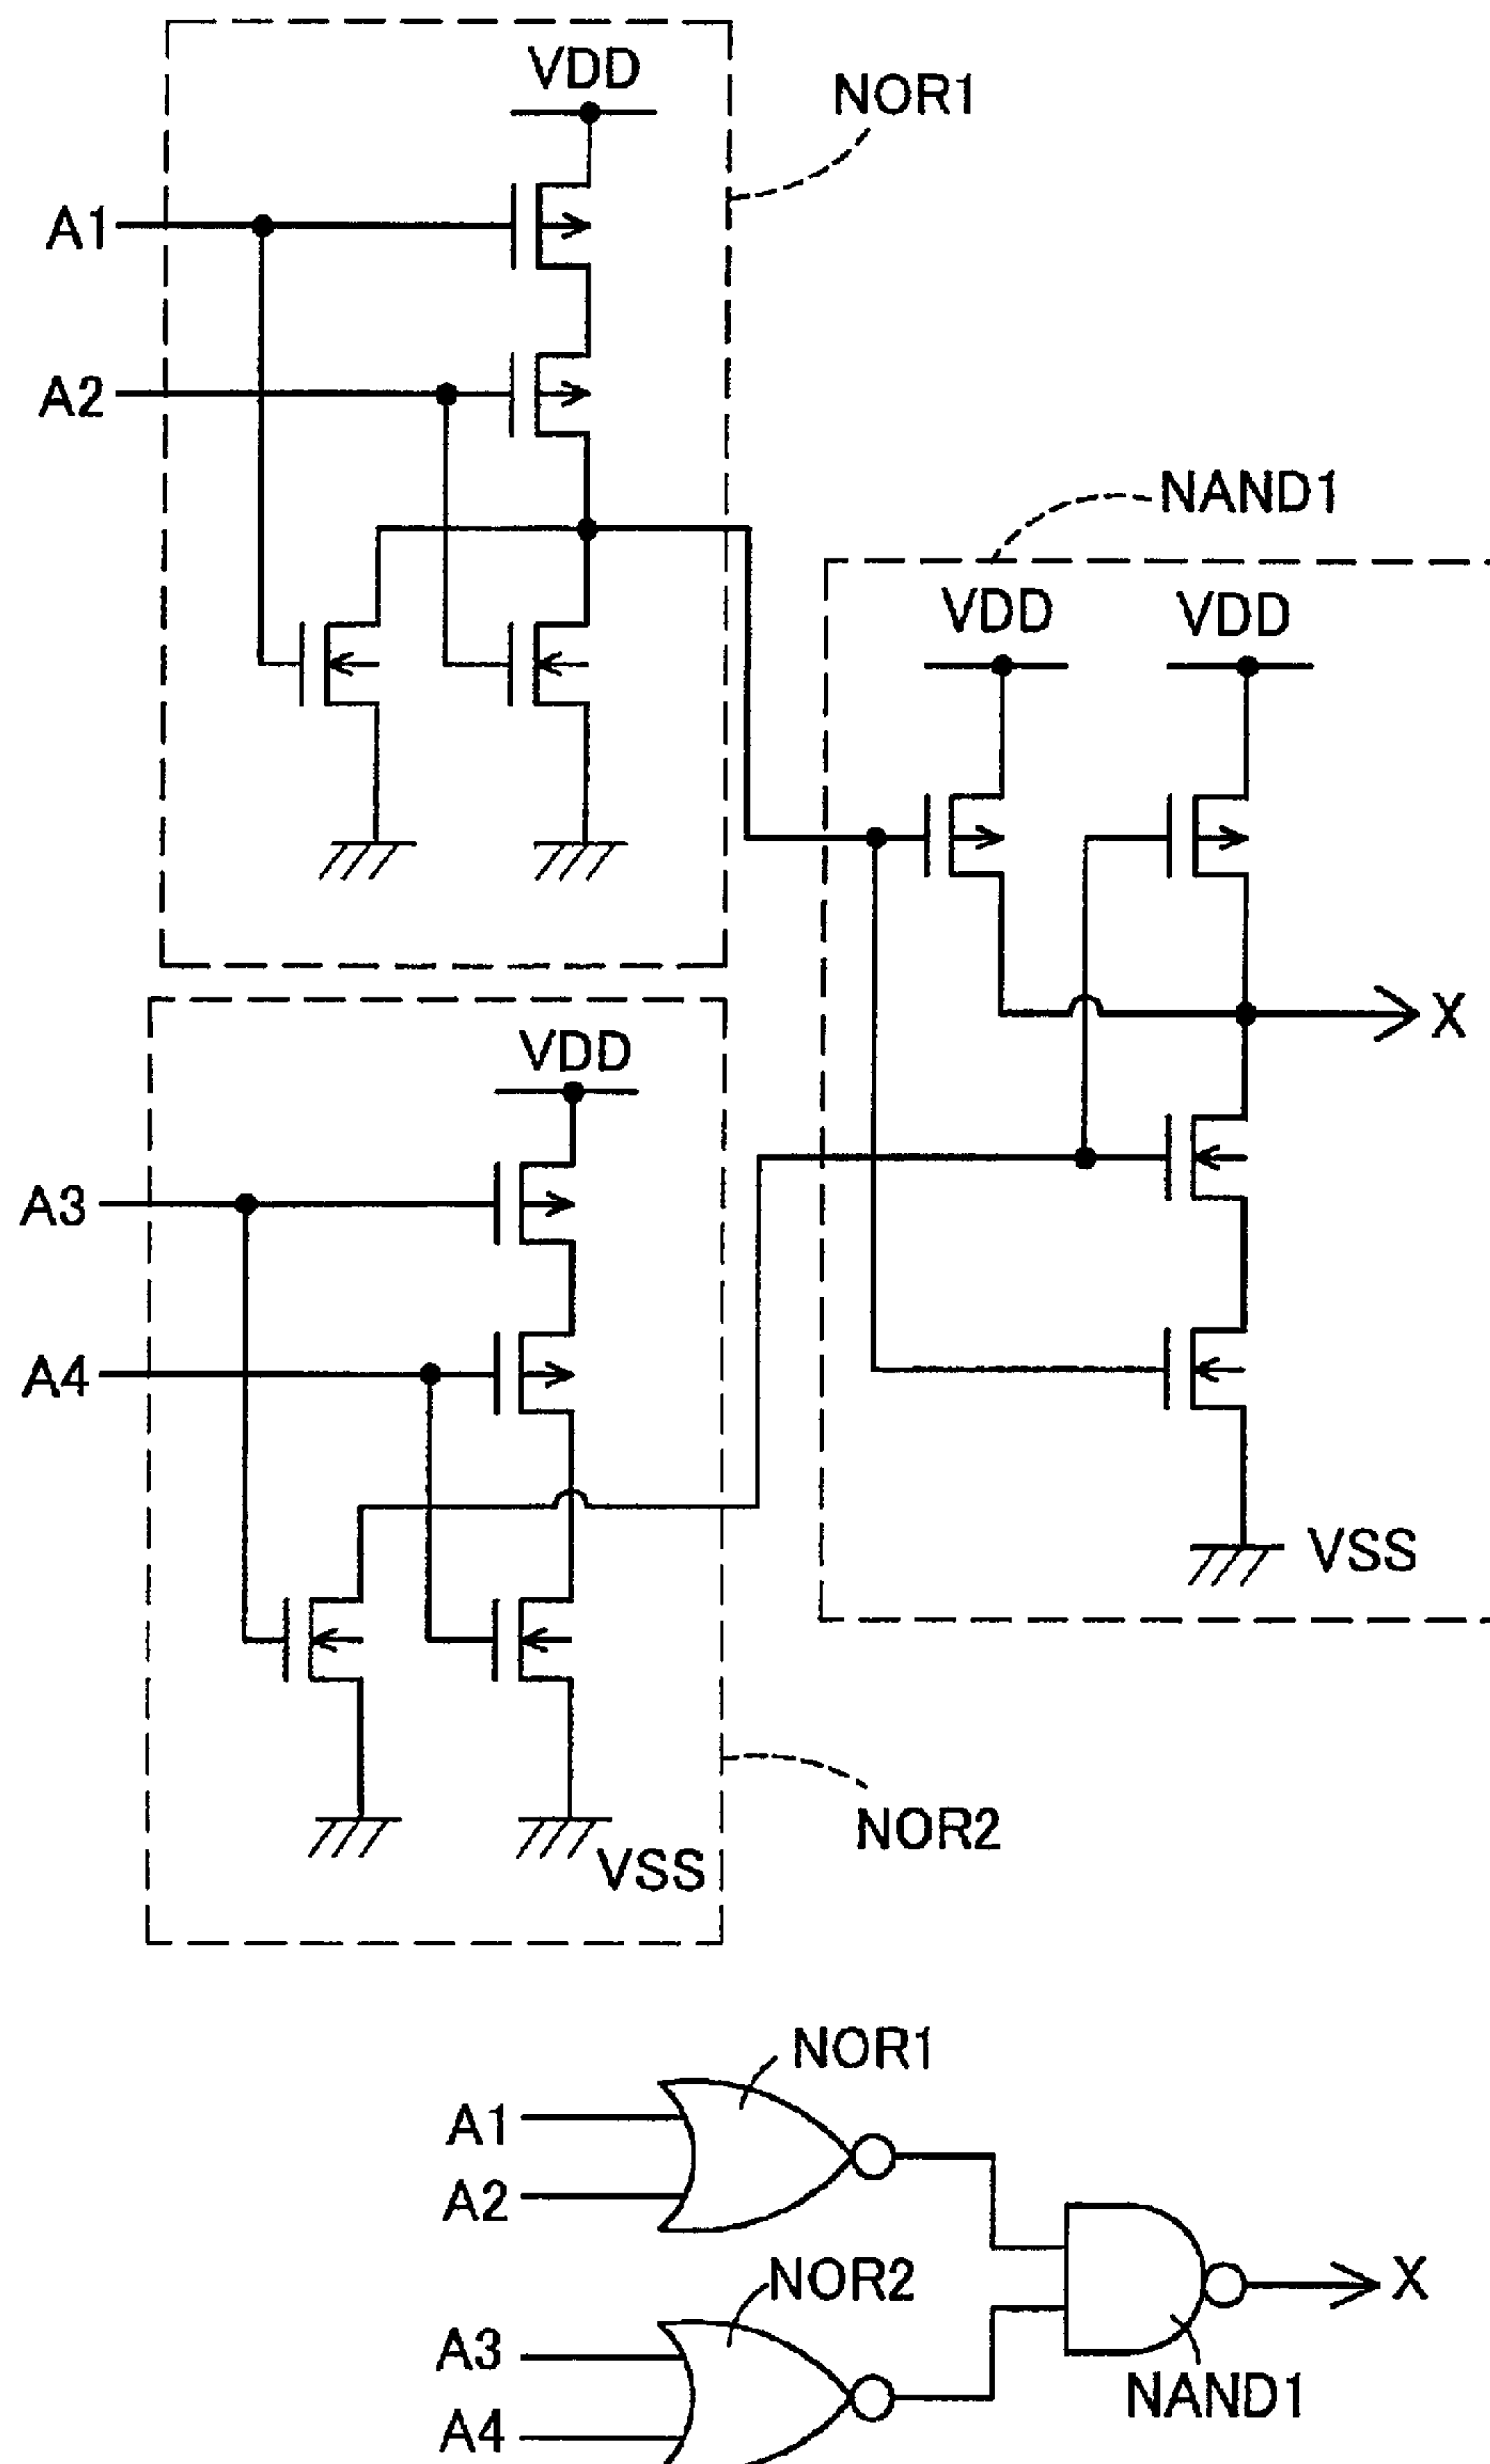 VDD
NOR1
A1
A2
NAND1
VDD
VDD
X
VDD
A3
A4
VSS
NOR2
VSS
NOR1
A1
A2
X
NOR2
A3
NAND1
A4